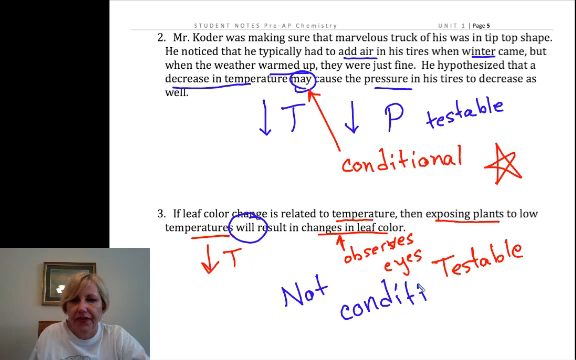 STUDENT NOTES Pre-AP Chemistry UNIT 1 | Page 5
2. Mr. Koder was making sure that marvelous truck of his was in tip top shape.
He noticed that he typically had to add air in his tires when winter came, but
when the weather warmed up, they were just fine. He hypothesized that a
decrease in temperature may cause the pressure in his tires to decrease as
well.
↓ T ↓ P testable
conditional
3. If leaf color change is related to temperature, then exposing plants to low
temperatures will result in changes in leaf color.
↓ T
observes
eyes
Testable
Not
conditi